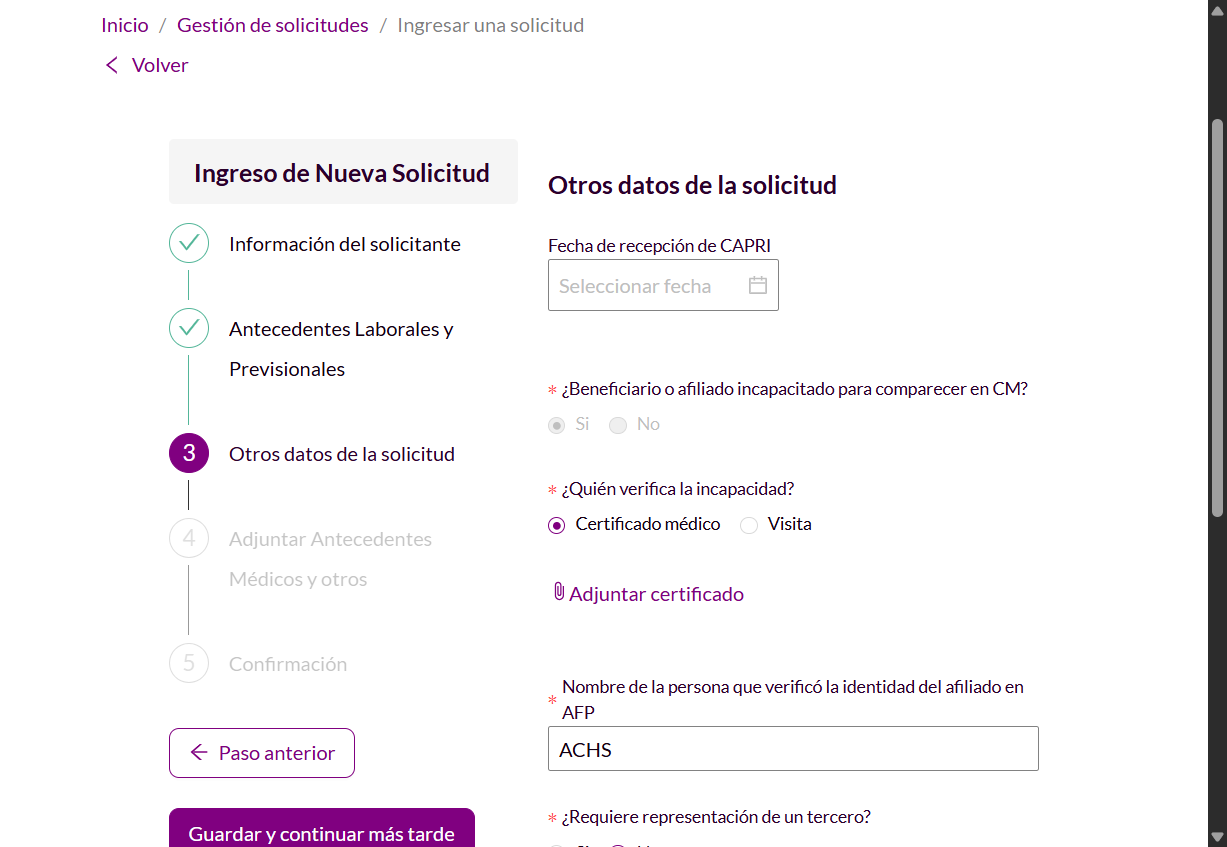 Inicio / Gestión de solicitudes / Ingresar una solicitud
Volver
Ingreso de Nueva Solicitud
Información del solicitante
Antecedentes Laborales y
Previsionales
3 Otros datos de la solicitud
4 Adjuntar Antecedentes
Médicos y otros
5 Confirmación
Paso anterior
Guardar y continuar más tarde
Otros datos de la solicitud
Fecha de recepción de CAPRI
Seleccionar fecha
* ¿Beneficiario o afiliado incapacitado para comparecer en CM?
Si No
* ¿Quién verifica la incapacidad?
Certificado médico Visita
Adjuntar certificado
* Nombre de la persona que verificó la identidad del afiliado en
AFP
ACHS
* ¿Requiere representación de un tercero?